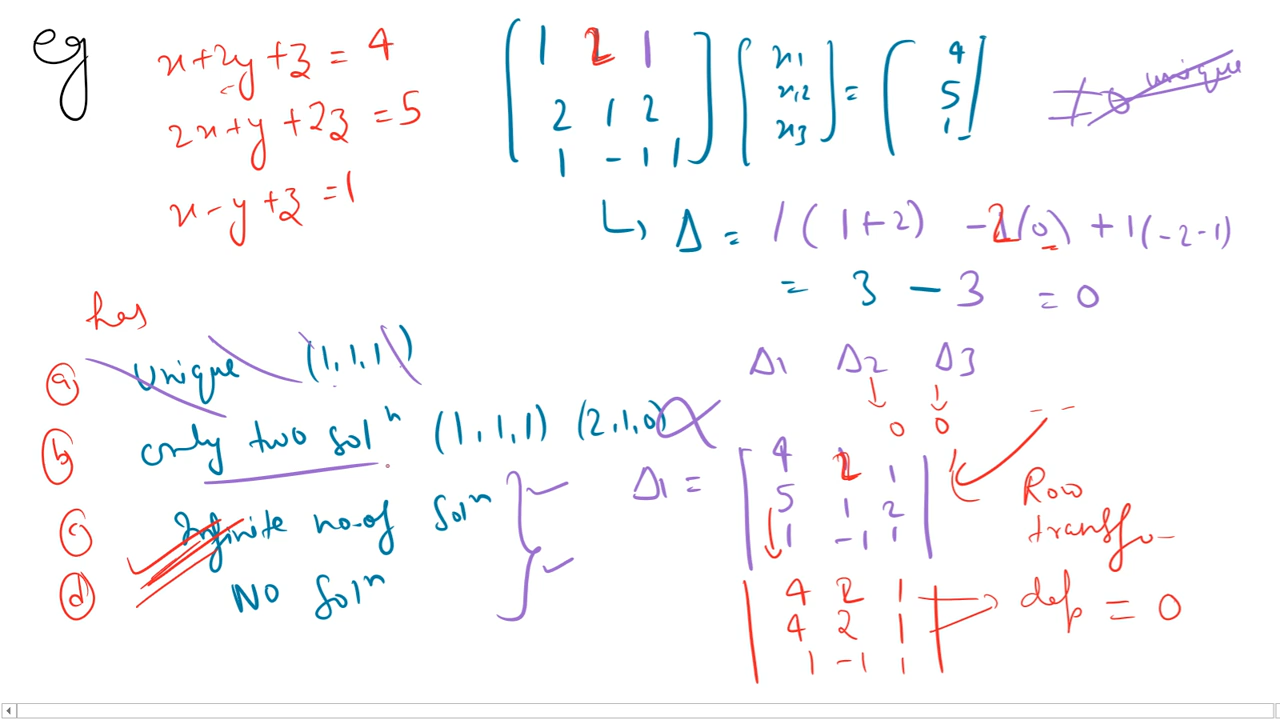 eg
x+2y+z = 4
2x+y+2z = 5
x-y+z = 1
[1 2 1] [x1] = [4]
[2 1 2] [x2] [5]
[1 -1 1] [x3] [1]
≠ 0 unique
↳ Δ = 1(1+2) -2(0) + 1(-2-1)
= 3 - 3 = 0
has
(a) Unique (1,1,1)
(b) only two solⁿ (1,1,1) (2,1,0)
(c) Infinite no. of solⁿ
(d) NO solⁿ
Δ1 Δ2 Δ3
↓ ↓
0 0
Δ1 = |4 2 1|
|5 1 2|
|1 -1 1|
Row
transfo-
|4 2 1|
|4 2 1| → dep = 0
|1 -1 1|